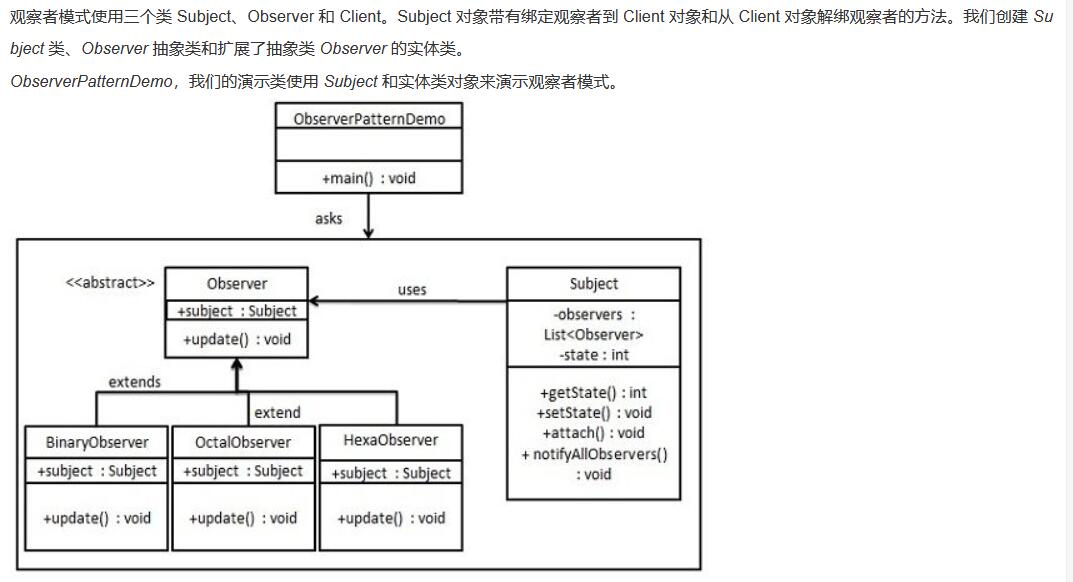 观察者模式使用三个类 Subject、Observer 和 Client。Subject 对象带有绑定观察者到 Client 对象和从 Client 对象解绑观察者的方法。我们创建 Su
bject 类、Observer 抽象类和扩展了抽象类 Observer 的实体类。
ObserverPatternDemo，我们的演示类使用 Subject 和实体类对象来演示观察者模式。
ObserverPatternDemo
+main() : void
asks
<<abstract>>
Observer
+subject : Subject
+update() : void
uses
Subject
-observers :
List<Observer>
-state : int
+getState() : int
+setState() : void
+attach() : void
+ notifyAllObservers()
: void
extends
extend
BinaryObserver
+subject : Subject
+update() : void
OctalObserver
+subject : Subject
+update() : void
HexaObserver
+subject : Subject
+update() : void